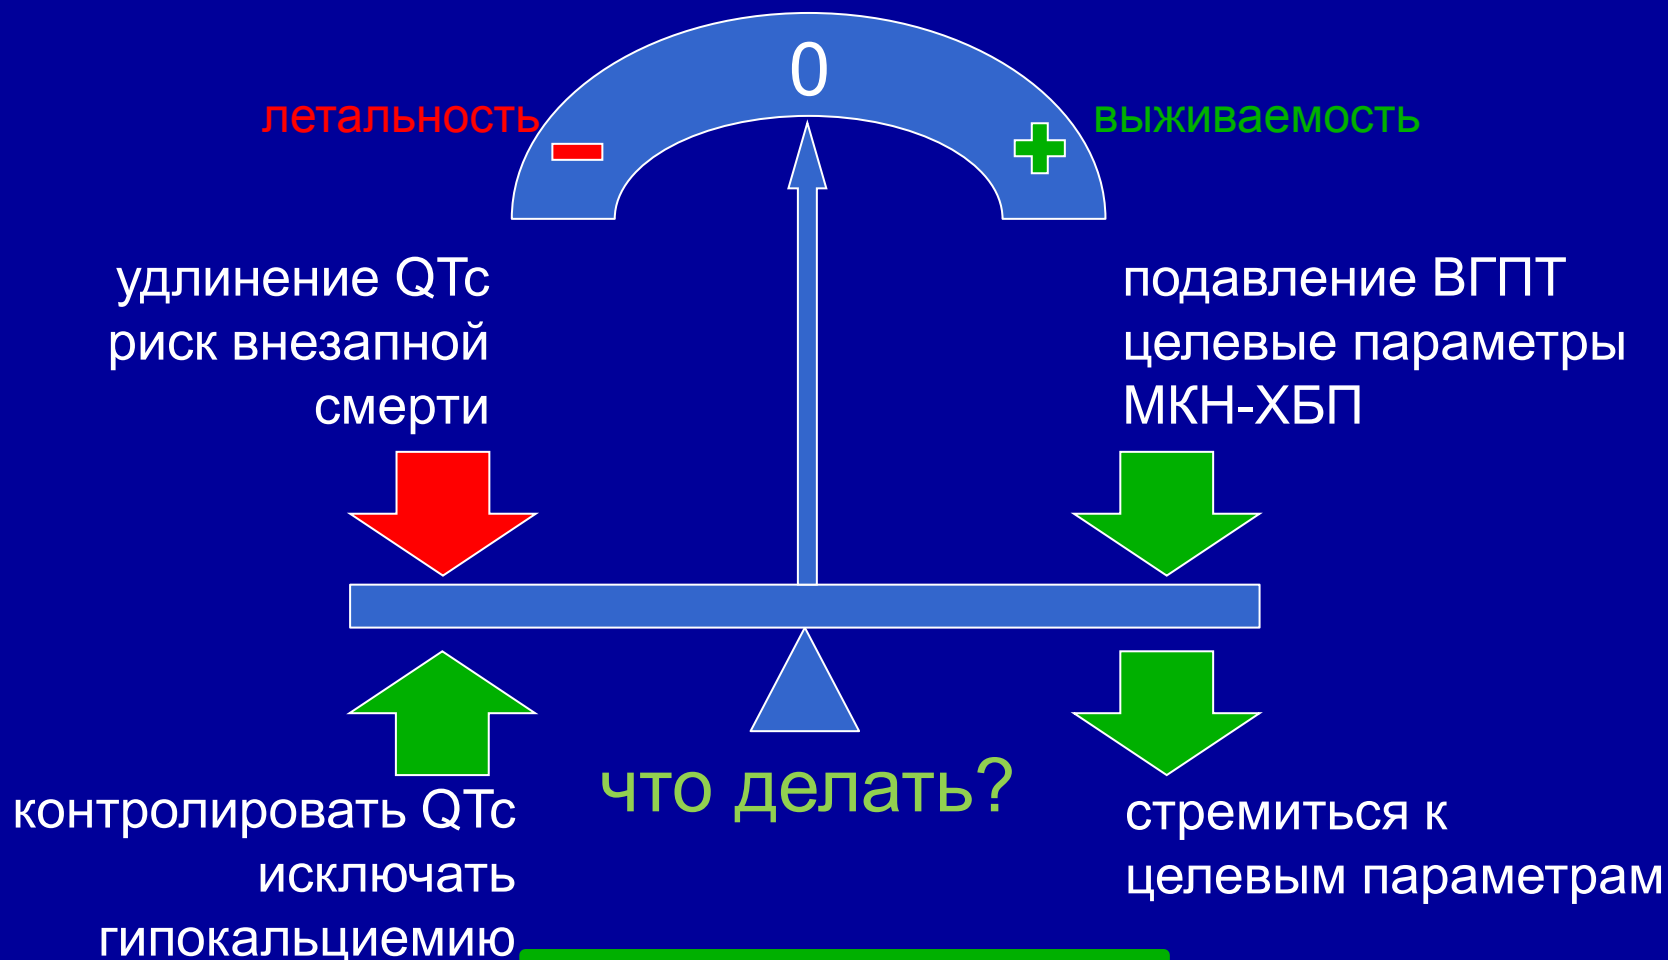 0
летальность
выживаемость
удлинение QTc
риск внезапной
смерти
подавление ВГПТ
целевые параметры
МКН-ХБП
что делать?
контролировать QTc
исключать
гипокальциемию
стремиться к
целевым параметрам